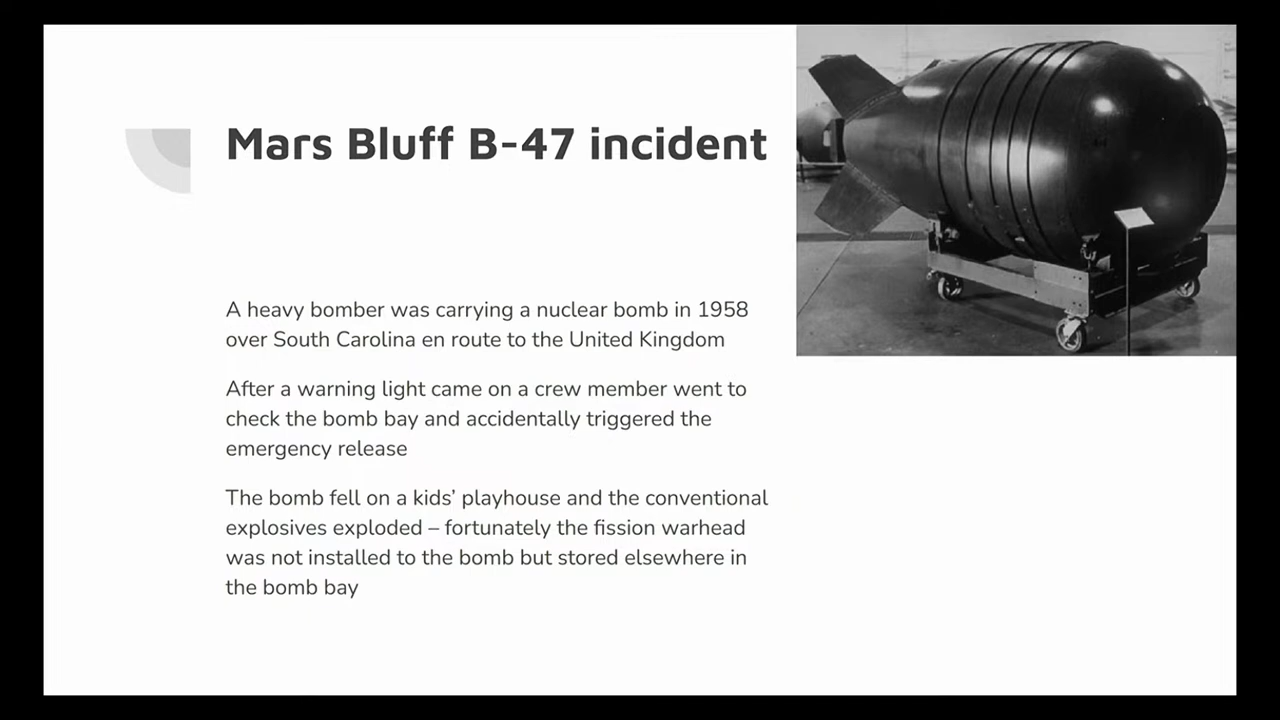 Mars Bluff B-47 incident
A heavy bomber was carrying a nuclear bomb in 1958
over South Carolina en route to the United Kingdom
After a warning light came on a crew member went to
check the bomb bay and accidentally triggered the
emergency release
The bomb fell on a kids’ playhouse and the conventional
explosives exploded – fortunately the fission warhead
was not installed to the bomb but stored elsewhere in
the bomb bay